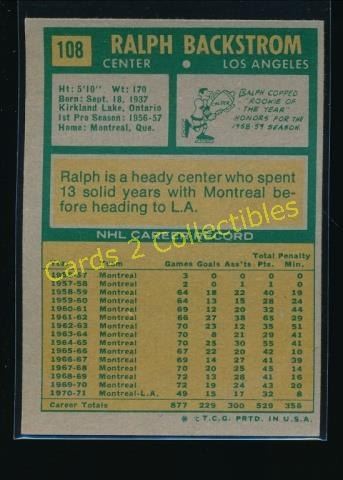 108 RALPH BACKSTROM
CENTER • LOS ANGELES
Ht: 5'10" Wt: 170
Born: Sept. 18, 1937
Kirkland Lake, Ontario
1st Pro Season: 1956-57
Home: Montreal, Que.
RALPH COPPED
"ROOKIE OF
THE YEAR"
HONORS FOR THE
1958-59 SEASON.
Ralph is a heady center who spent
13 solid years with Montreal be-
fore heading to L.A.
Cards 2 Collectibles
NHL CAREER RECORD
Total Penalty
Year Team Games Goals Ass'ts Pts. Min.
1956-57 Montreal 3
1957-58 Montreal 2 0 1 1 0
1958-59 Montreal 64 18 22 40 19
1959-60 Montreal 64 13 15 28 24
1960-61 Montreal 69 12 20 32 44
1961-62 Montreal 66 27 38 65 29
1962-63 Montreal 70 23 12 35 51
1963-64 Montreal 70 8 21 29 41
1964-65 Montreal 70 25 30 55 41
1965-66 Montreal 67 22 20 42 10
1966-67 Montreal 69 14 27 41 39
1967-68 Montreal 70 20 25 45 14
1968-69 Montreal 72 13 28 41 16
1969-70 Montreal 72 19 24 43 20
1970-71 Montreal-L.A. 49 15 17 32 8
Career Totals 877 229 300 529 356
© T.C.G. PRTD. IN U.S.A.